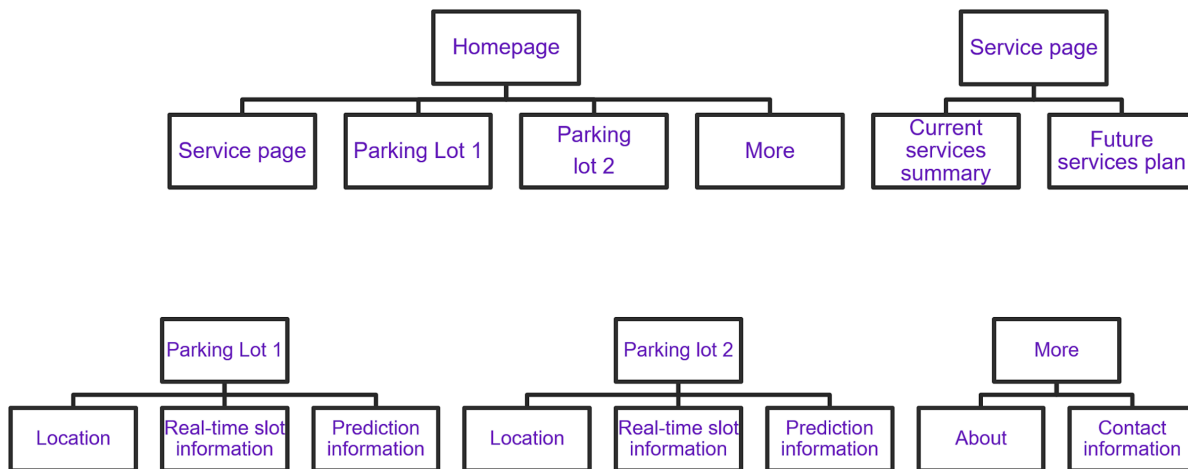 Homepage
Service page
Parking Lot 1
Parking
lot 2
More
Service page
Current
services
summary
Future
services plan
Parking Lot 1
Location
Real-time slot
information
Prediction
information
Parking lot 2
Location
Real-time slot
information
Prediction
information
More
About
Contact
information